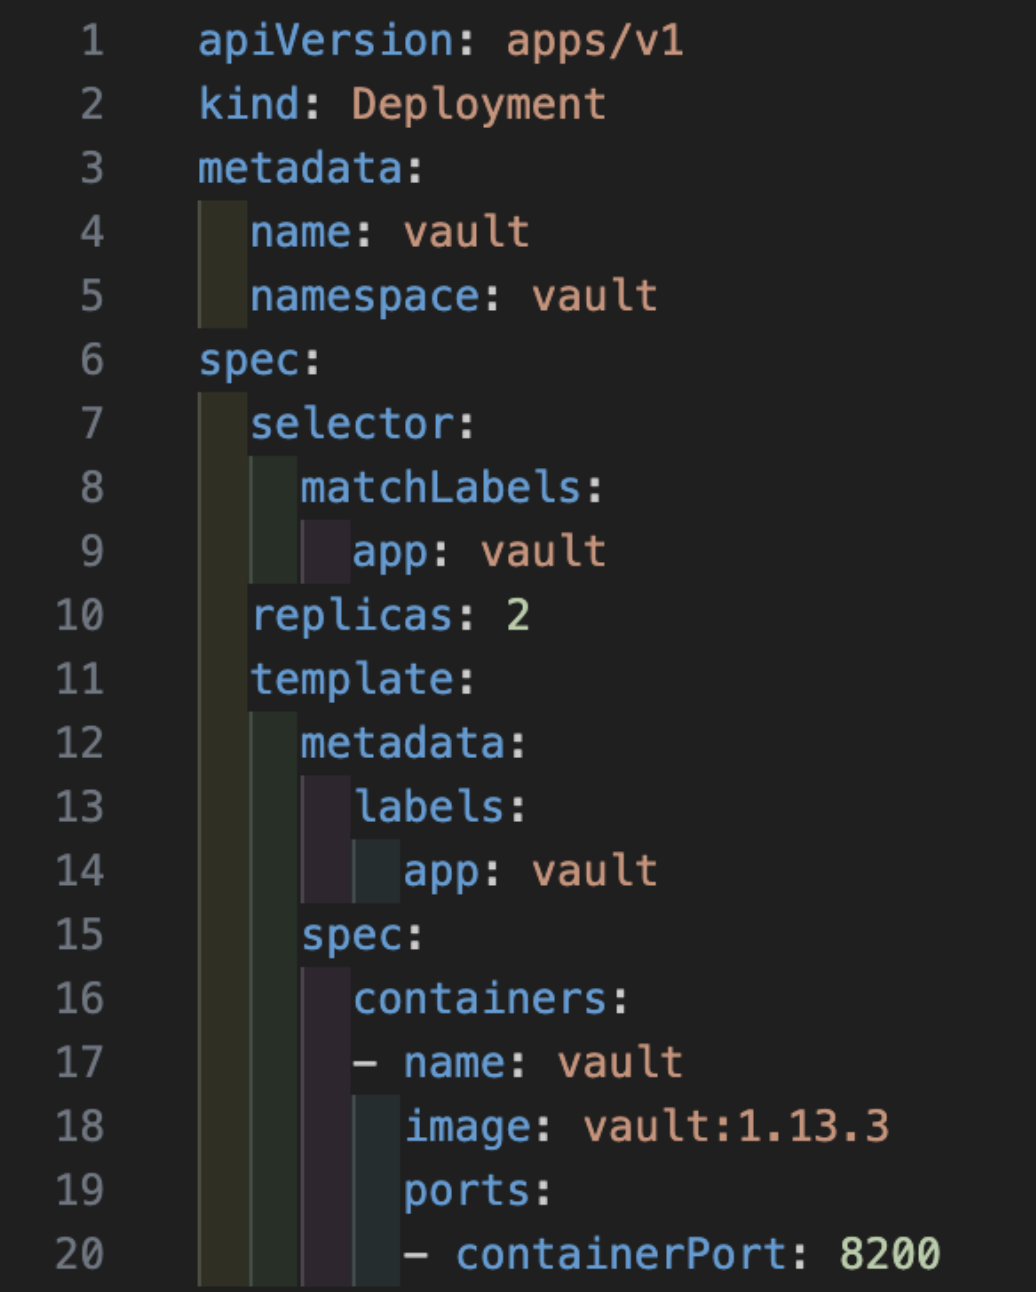 1 apiVersion: apps/v1
2 kind: Deployment
3 metadata:
4   name: vault
5   namespace: vault
6 spec:
7   selector:
8     matchLabels:
9       app: vault
10   replicas: 2
11   template:
12     metadata:
13       labels:
14         app: vault
15     spec:
16       containers:
17       - name: vault
18         image: vault:1.13.3
19         ports:
20         - containerPort: 8200